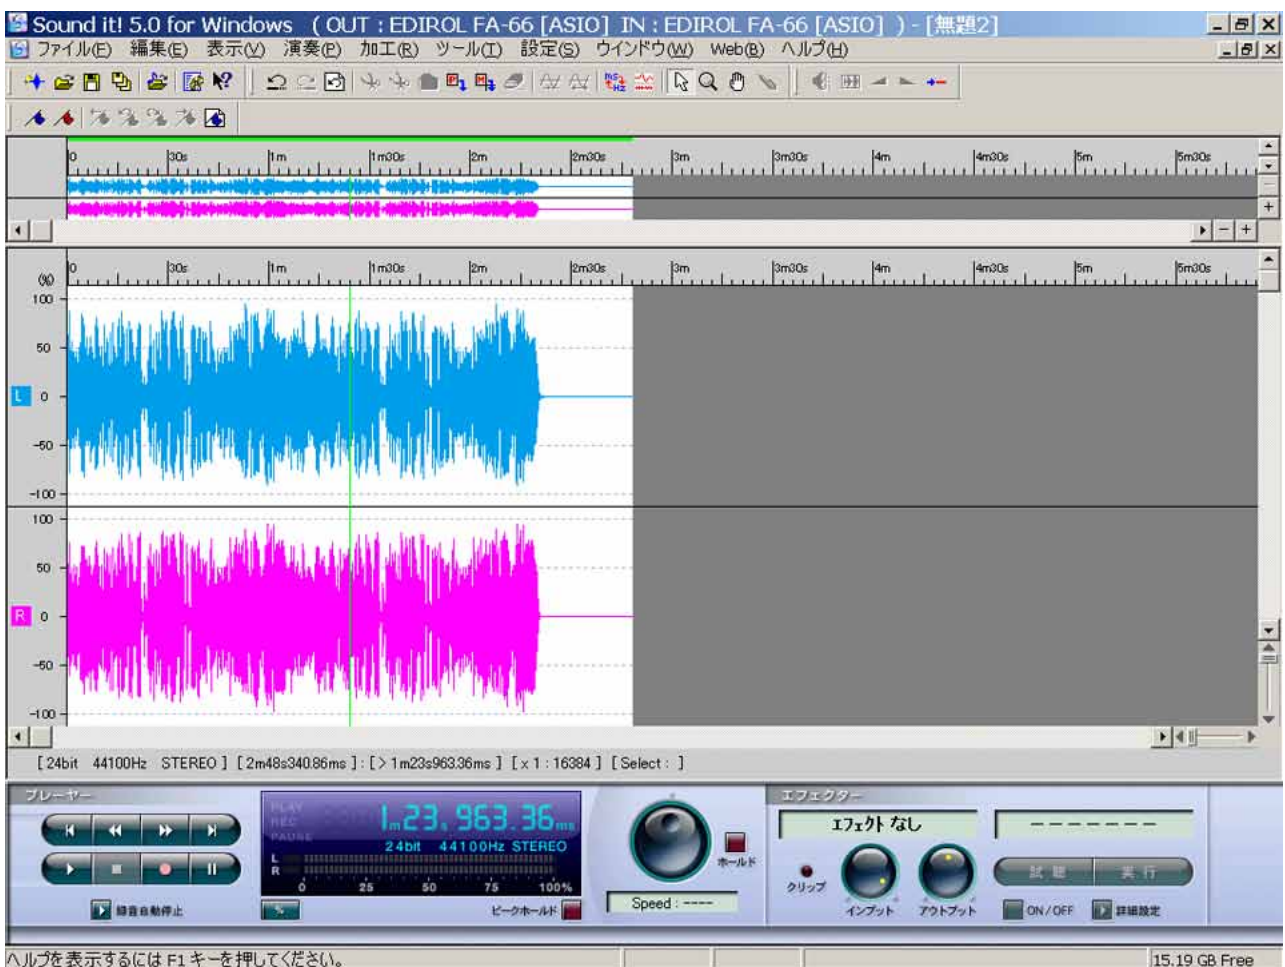 Sound it! 5.0 for Windows ( OUT : EDIROL FA-66 [ASIO] IN : EDIROL FA-66 [ASIO] ) - [無題2]
ファイル(F) 編集(E) 表示(V) 演奏(P) 加工(R) ツール(T) 設定(S) ウインドウ(W) Web(B) ヘルプ(H)
0 30s 1m 1m30s 2m 2m30s 3m 3m30s 4m 4m30s 5m 5m30s
(%) 0 30s 1m 1m30s 2m 2m30s 3m 3m30s 4m 4m30s 5m 5m30s
100
50
L 0
-50
-100
100
50
R 0
-50
-100
[ 24bit 44100Hz STEREO ] [ 2m48s340.86ms ] : [ > 1m23s963.36ms ] [ x 1 : 16384 ] [ Select : ]
プレーヤー
PLAY
REC
PAUSE
1m23s963.36ms
24bit 44100Hz STEREO
L
R
0 25 50 75 100%
録音自動停止
%
ピークホールド
ホールド
Speed : ----
エフェクター
エフェクト なし
-------
クリップ
インプット
アウトプット
試聴
実行
ON/OFF
詳細設定
ヘルプを表示するには F1 キーを押してください。
15.19 GB Free